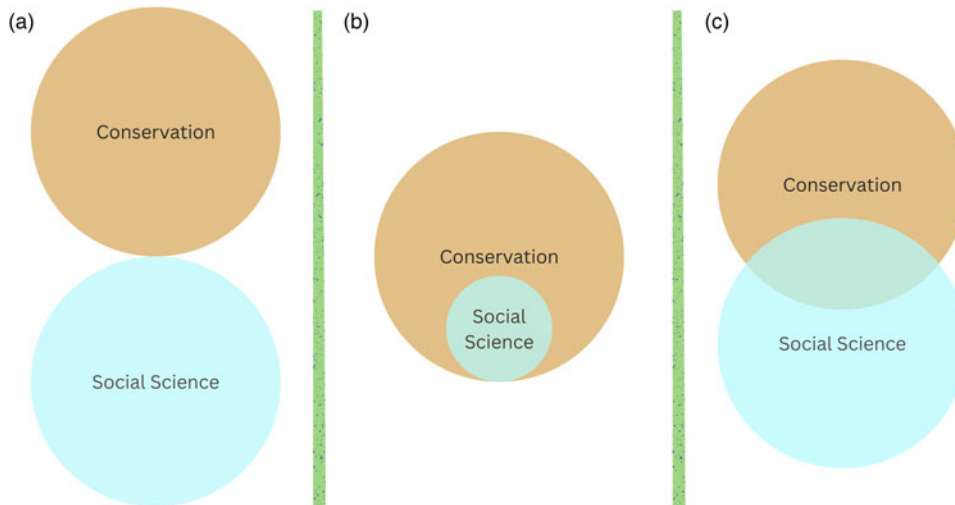 (a)
Conservation
Social Science
(b)
Conservation
Social
Science
(c)
Conservation
Social Science